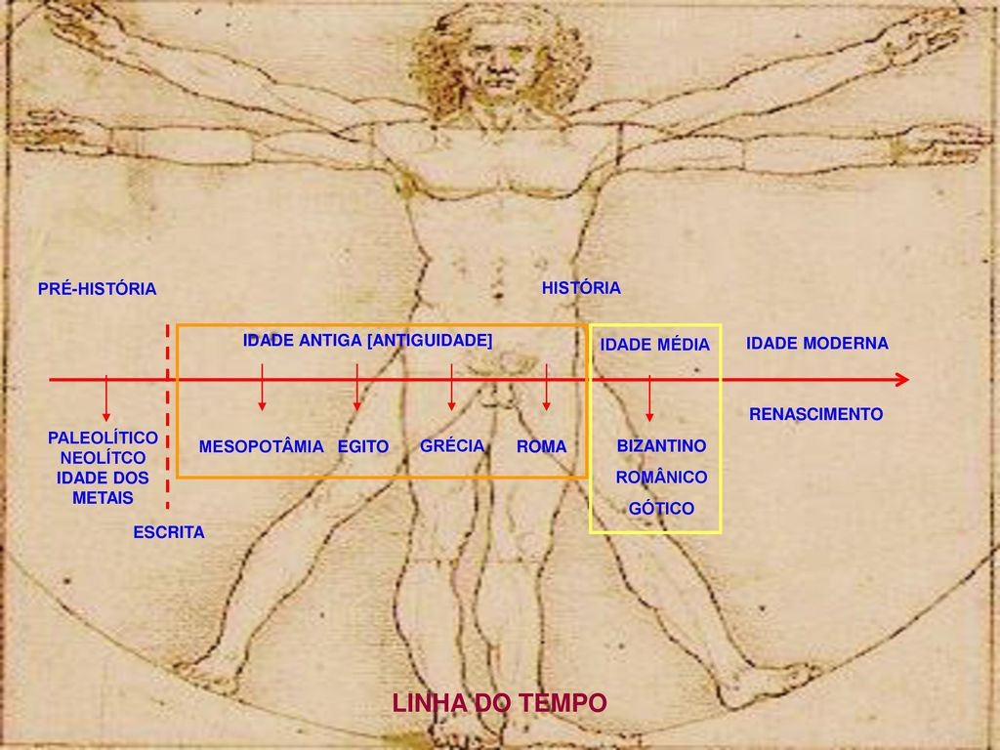 PRÉ-HISTÓRIA
HISTÓRIA
IDADE ANTIGA [ANTIGUIDADE]
IDADE MÉDIA
IDADE MODERNA
RENASCIMENTO
PALEOLÍTICO
NEOLÍTCO
IDADE DOS
METAIS
MESOPOTÂMIA
EGITO
GRÉCIA
ROMA
BIZANTINO
ROMÂNICO
GÓTICO
ESCRITA
LINHA DO TEMPO